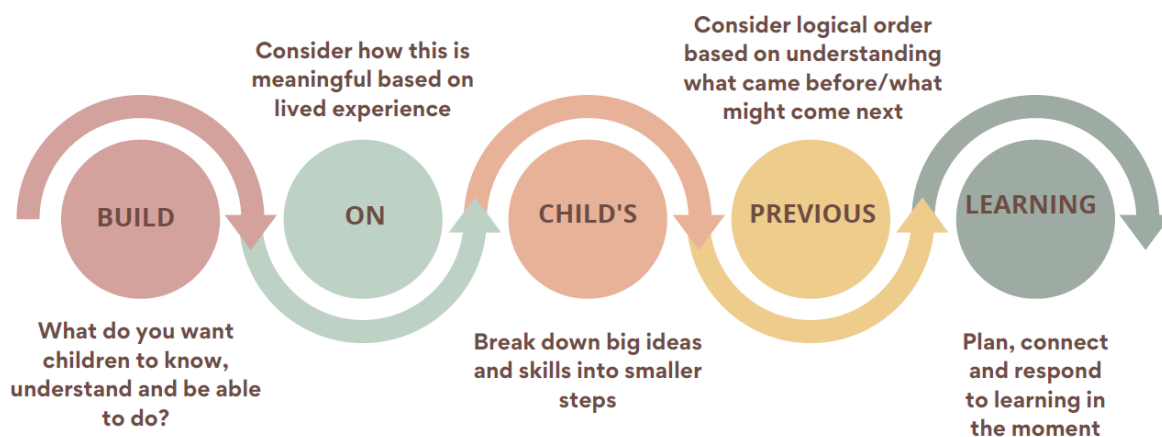 BUILD
What do you want
children to know,
understand and be able
to do?
Consider how this is
meaningful based on
lived experience
ON
CHILD'S
Break down big ideas
and skills into smaller
steps
Consider logical order
based on understanding
what came before/what
might come next
PREVIOUS
LEARNING
Plan, connect
and respond
to learning in
the moment